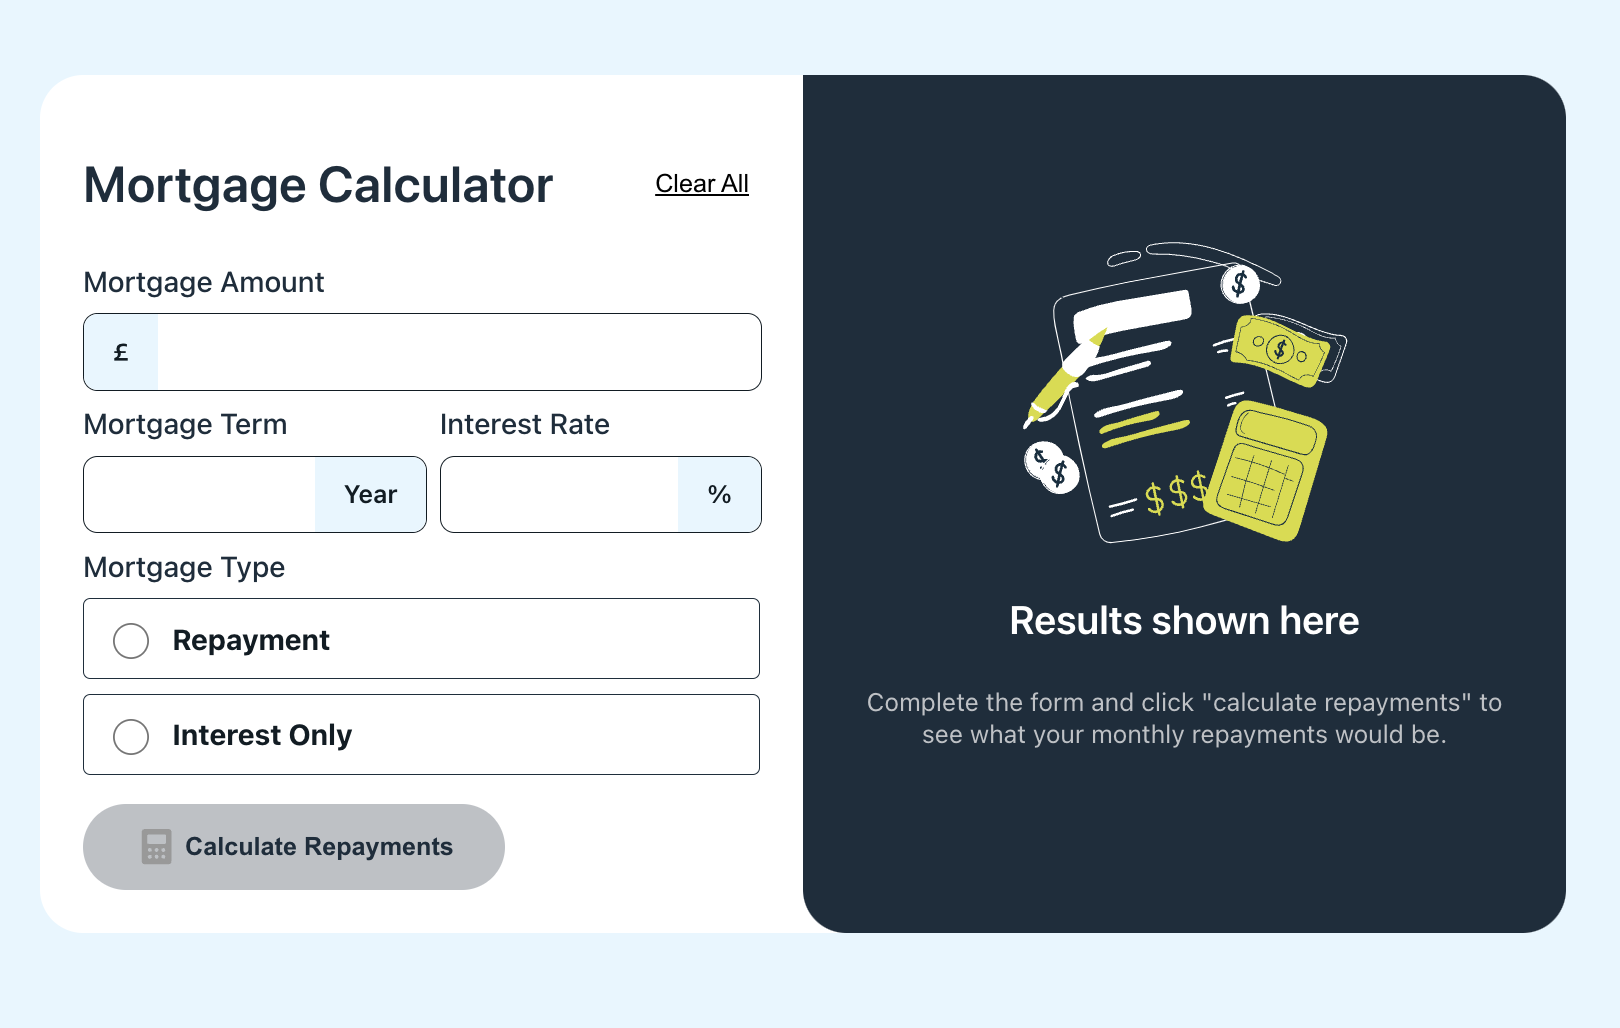 Mortgage Calculator
Clear All
Mortgage Amount
£
Mortgage Term
Interest Rate
Year
%
Mortgage Type
Repayment
Interest Only
Calculate Repayments
$
$
$
$
$$$
Results shown here
Complete the form and click "calculate repayments" to
see what your monthly repayments would be.